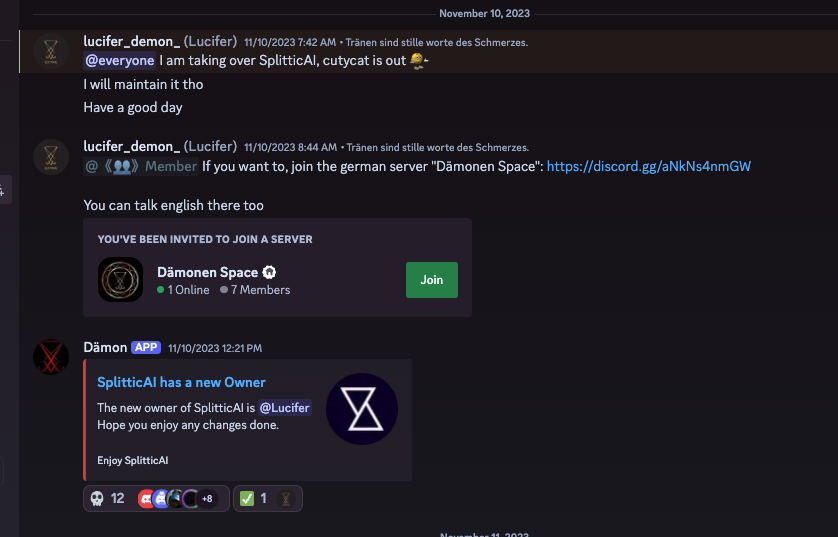 November 10, 2023
lucifer_demon_ (Lucifer) 11/10/2023 7:42 AM • Tränen sind stille worte des Schmerzes.
@everyone I am taking over SplitticAI, cutycat is out
I will maintain it tho
Have a good day
lucifer_demon_ (Lucifer) 11/10/2023 8:44 AM • Tränen sind stille worte des Schmerzes.
@ 《👥》 Member If you want to, join the german server "Dämonen Space": https://discord.gg/aNkNs4nmGW
You can talk english there too
YOU'VE BEEN INVITED TO JOIN A SERVER
Dämonen Space
1 Online 7 Members
Join
Dämon APP 11/10/2023 12:21 PM
SplitticAI has a new Owner
The new owner of SplitticAI is @Lucifer
Hope you enjoy any changes done.
Enjoy SplitticAI
💀 12 +8 ✅ 1
November 11, 2023